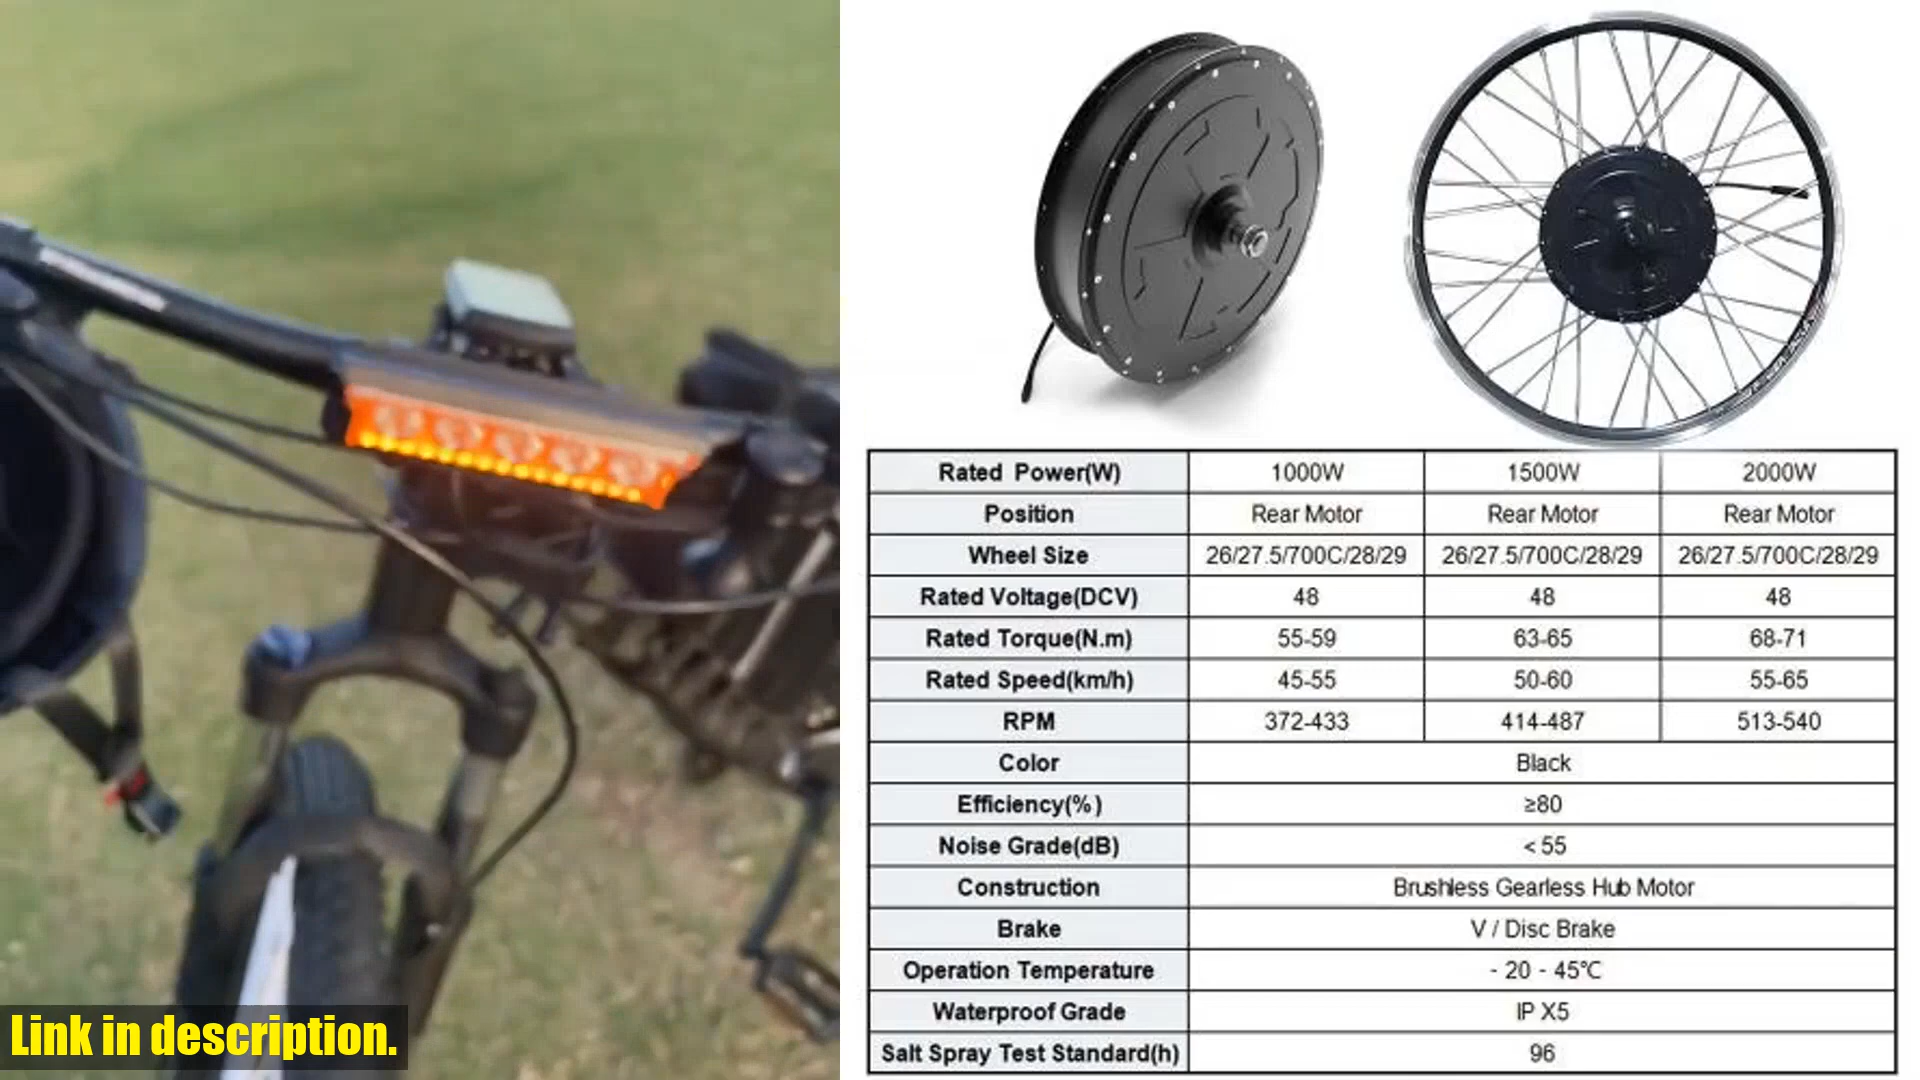 Rated Power(W) 1000W 1500W 2000W
Position Rear Motor Rear Motor Rear Motor
Wheel Size 26/27.5/700C/28/29 26/27.5/700C/28/29 26/27.5/700C/28/29
Rated Voltage(DCV) 48 48 48
Rated Torque(N.m) 55-59 63-65 68-71
Rated Speed(km/h) 45-55 50-60 55-65
RPM 372-433 414-487 513-540
Color Black
Efficiency(%) ≥80
Noise Grade(dB) < 55
Construction Brushless Gearless Hub Motor
Brake V / Disc Brake
Operation Temperature - 20 - 45℃
Waterproof Grade IP X5
Salt Spray Test Standard(h) 96
Link in description.